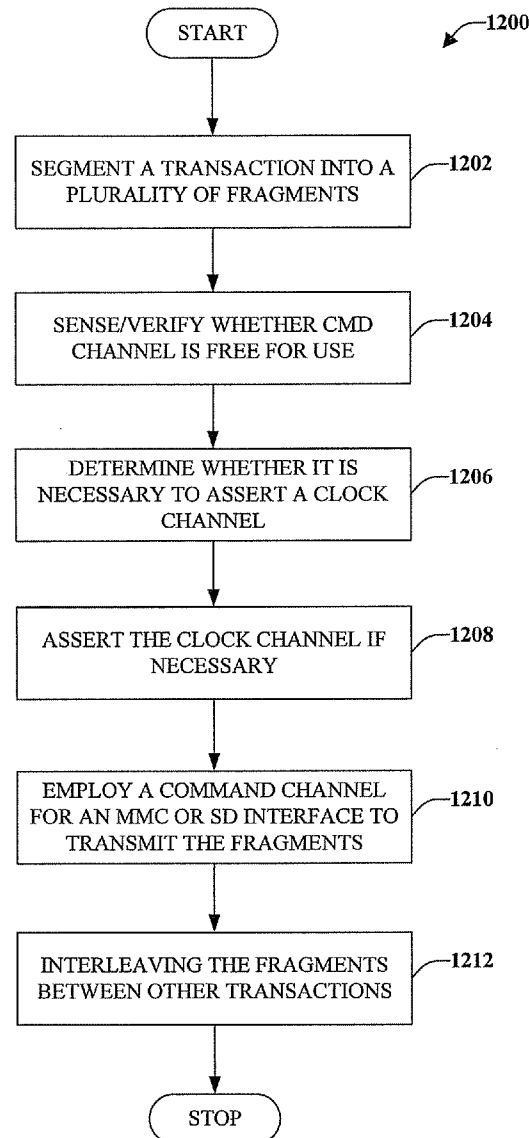 START
1200
SEGMENT A TRANSACTION INTO A
PLURALITY OF FRAGMENTS
1202
SENSE/VERIFY WHETHER CMD
CHANNEL IS FREE FOR USE
1204
DETERMINE WHETHER IT IS
NECESSARY TO ASSERT A CLOCK
CHANNEL
1206
ASSERT THE CLOCK CHANNEL IF
NECESSARY
1208
EMPLOY A COMMAND CHANNEL
FOR AN MMC OR SD INTERFACE TO
TRANSMIT THE FRAGMENTS
1210
INTERLEAVING THE FRAGMENTS
BETWEEN OTHER TRANSACTIONS
1212
STOP